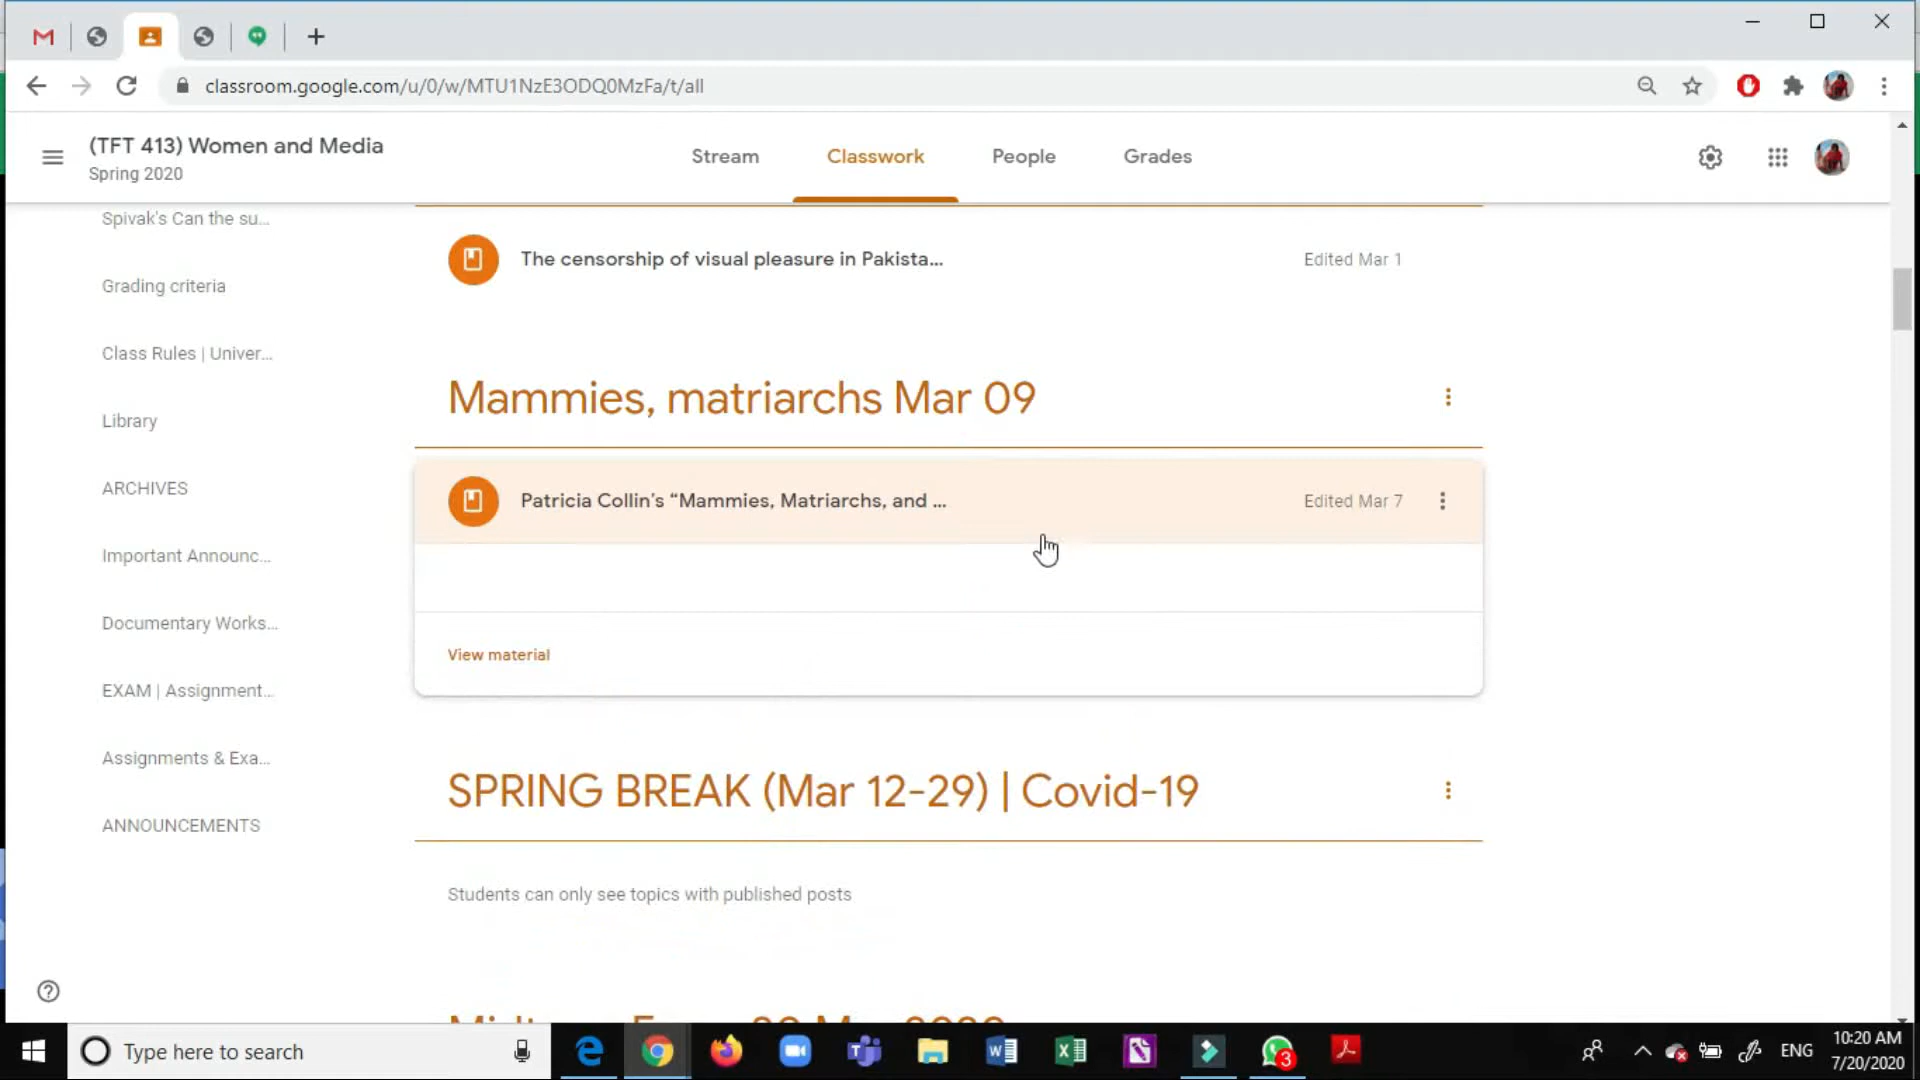 classroom.google.com/u/0/w/MTU1NzE3ODQ0MzFa/t/all
(TFT 413) Women and Media
Spring 2020
Stream
Classwork
People
Grades
Spivak's Can the su...
Grading criteria
Class Rules | Univer...
Library
ARCHIVES
Important Announc...
Documentary Works...
EXAM | Assignment...
Assignments & Exa...
ANNOUNCEMENTS
The censorship of visual pleasure in Pakista...
Edited Mar 1
Mammies, matriarchs Mar 09
Patricia Collin's “Mammies, Matriarchs, and ...
Edited Mar 7
View material
SPRING BREAK (Mar 12-29) | Covid-19
Students can only see topics with published posts
Type here to search
3
ENG
10:20 AM
7/20/2020